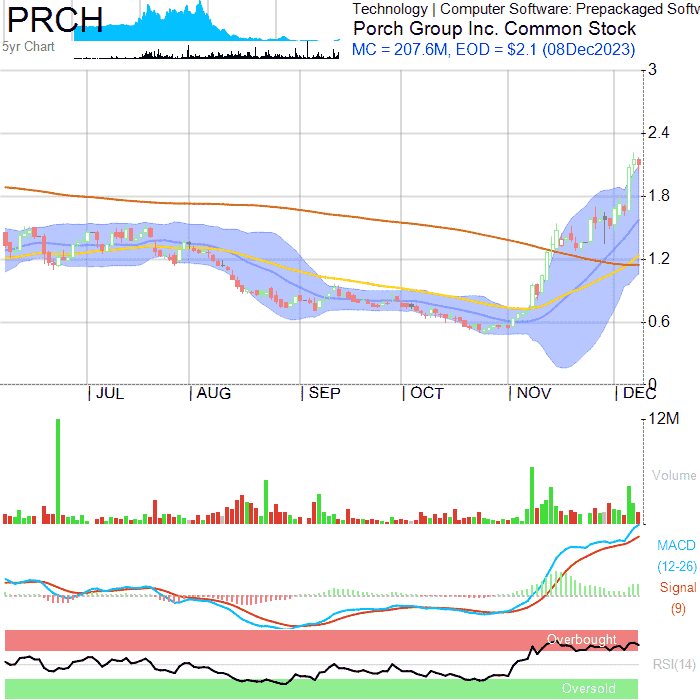 PRCH
5yr Chart
Technology | Computer Software: Prepackaged Softw
Porch Group Inc. Common Stock
MC = 207.6M, EOD = $2.1 (08Dec2023)
3
2.4
1.8
1.2
0.6
0
JUL
AUG
SEP
OCT
NOV
DEC
12M
Volume
MACD
(12-26)
Signal
(9)
Overbought
RSI(14)
Oversold